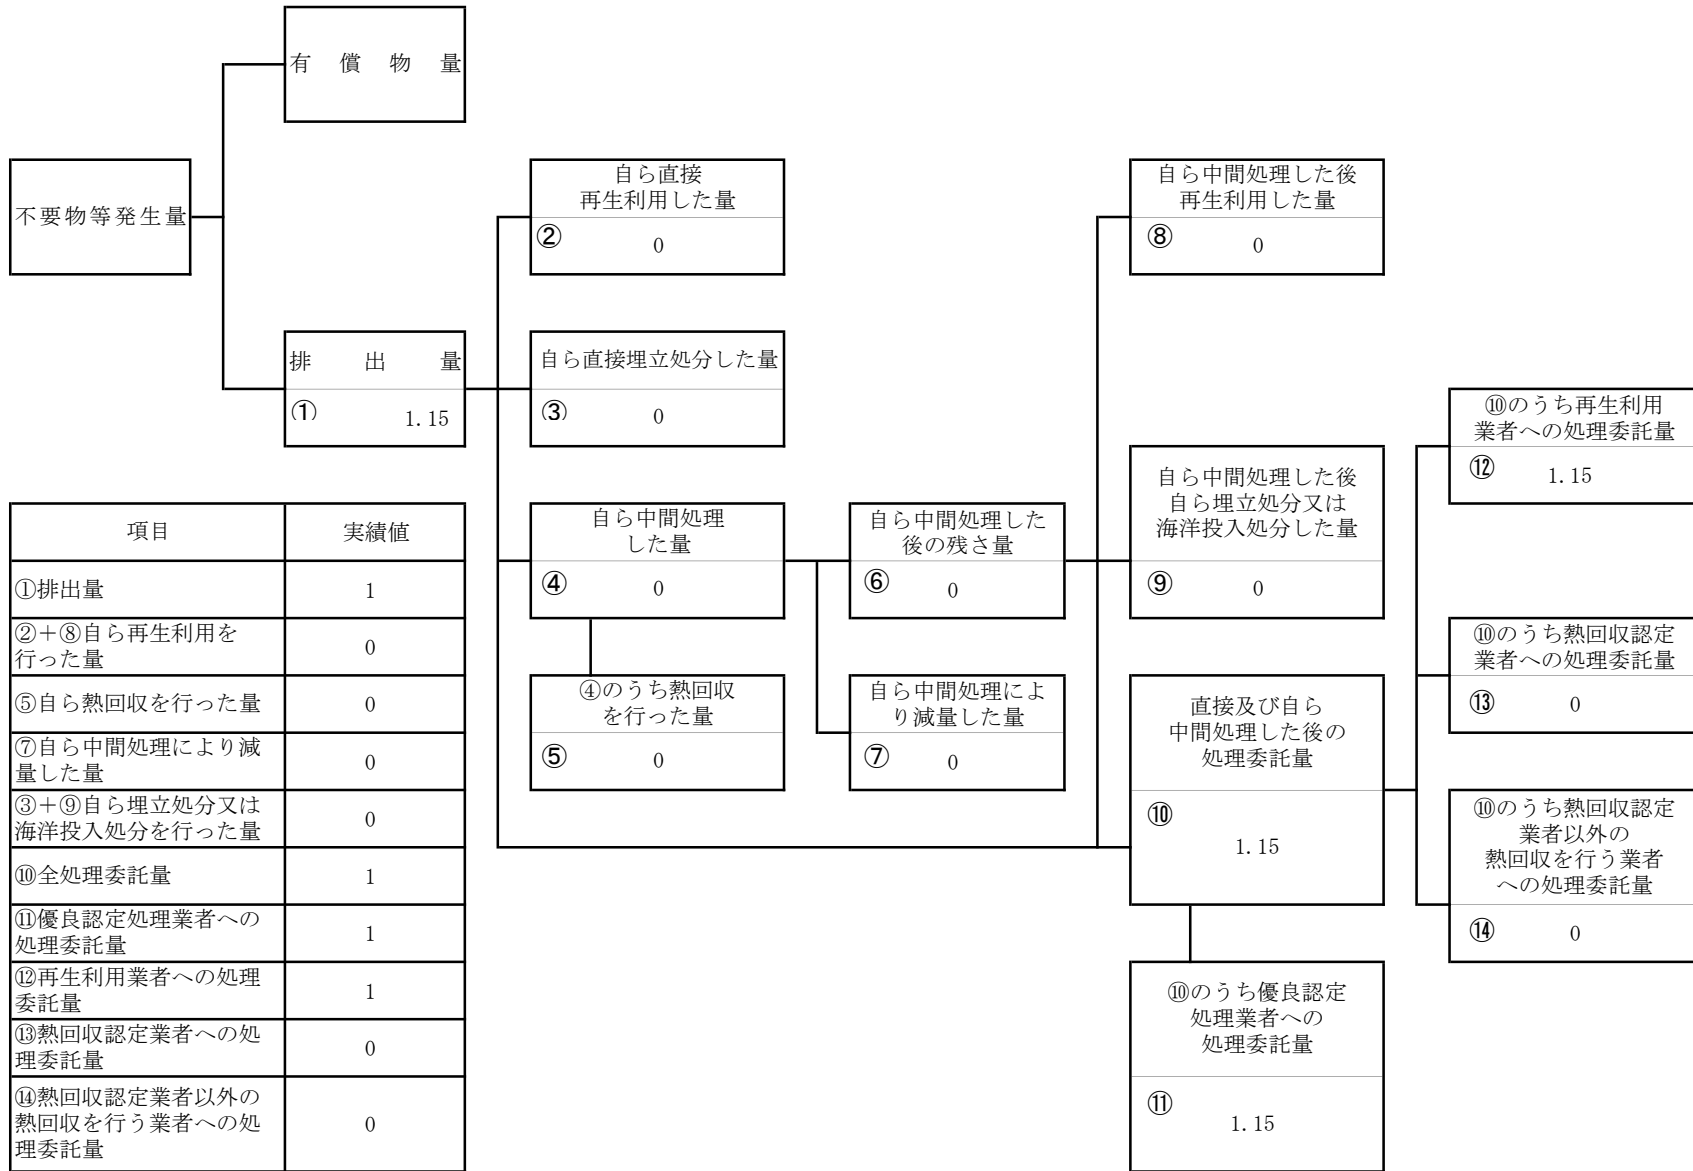 有償物量
不要物等発生量
自ら直接
再生利用した量
②
0
自ら中間処理した後
再生利用した量
⑧
0
排出量
①
1.15
自ら直接埋立処分した量
③
0
⑩のうち再生利用
業者への処理委託量
⑫
1.15
自ら中間処理
した量
④
0
自ら中間処理した
後の残さ量
⑥
0
自ら中間処理した後
自ら埋立処分又は
海洋投入処分した量
⑨
0
⑩のうち熱回収認定
業者への処理委託量
⑬
0
④のうち熱回収
を行った量
⑤
0
自ら中間処理によ
り減量した量
⑦
0
直接及び自ら
中間処理した後の
処理委託量
⑩
1.15
⑩のうち熱回収認定
業者以外の
熱回収を行う業者
への処理委託量
⑭
0
⑩のうち優良認定
処理業者への
処理委託量
⑪
1.15
項目 実績値
①排出量 1
②＋⑧自ら再生利用を
行った量 0
⑤自ら熱回収を行った量 0
⑦自ら中間処理により減
量した量 0
③＋⑨自ら埋立処分又は
海洋投入処分を行った量 0
⑩全処理委託量 1
⑪優良認定処理業者への
処理委託量 1
⑫再生利用業者への処理
委託量 1
⑬熱回収認定業者への処
理委託量 0
⑭熱回収認定業者以外の
熱回収を行う業者への処
理委託量 0